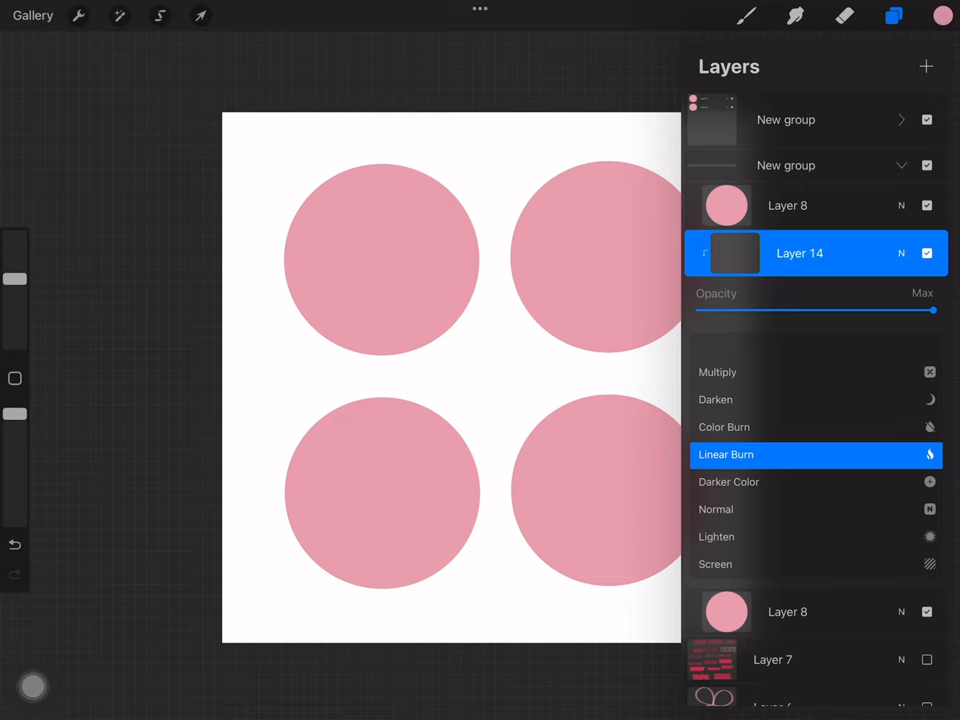 Gallery
Layers
New group
New group
Layer 8 N
Layer 14 N
Opacity Max
Multiply
Darken
Color Burn
Linear Burn
Darker Color
Normal N
Lighten
Screen
Layer 8 N
Layer 7 N